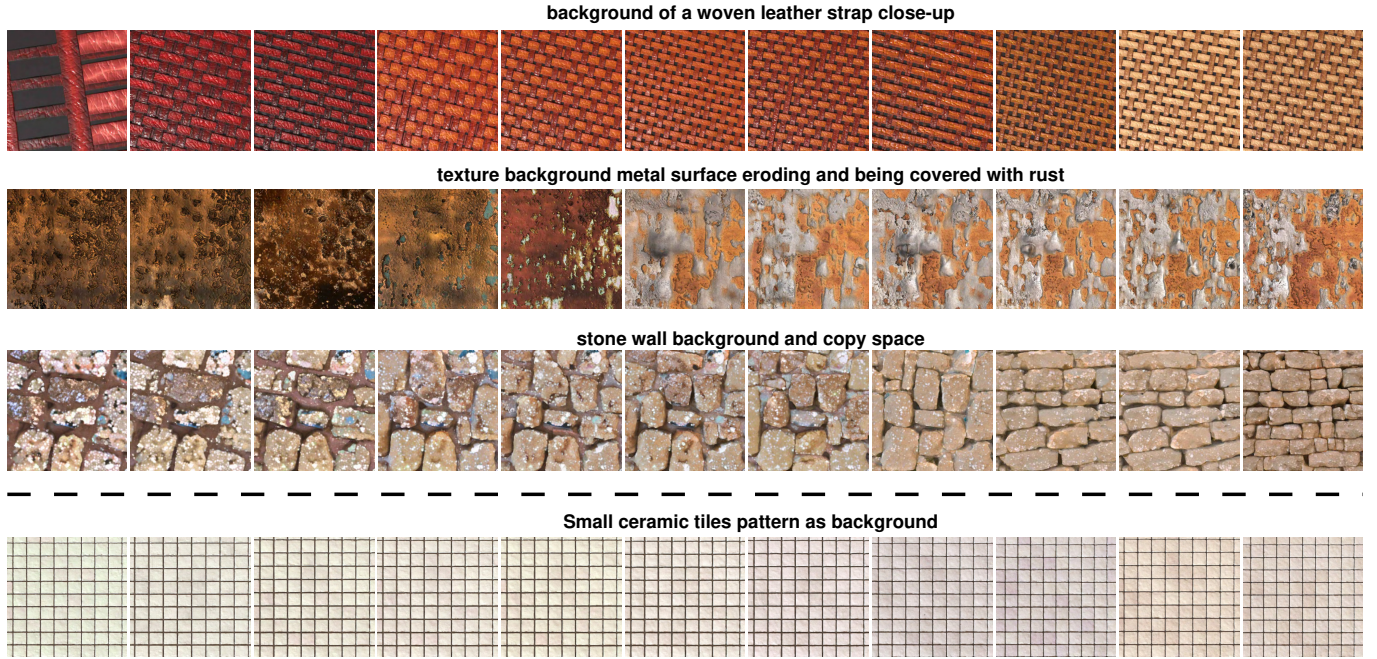 background of a woven leather strap close-up
texture background metal surface eroding and being covered with rust
stone wall background and copy space
Small ceramic tiles pattern as background